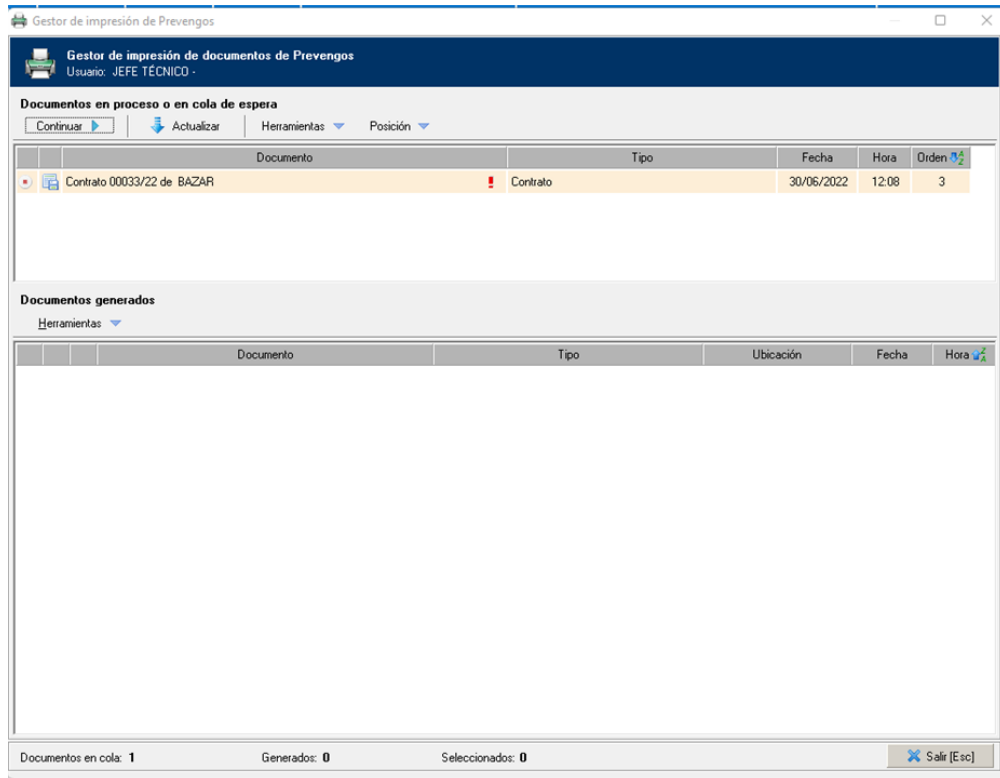 Gestor de impresión de Prevengos
Gestor de impresión de documentos de Prevengos
Usuario: JEFE TÉCNICO -
Documentos en proceso o en cola de espera
Continuar Actualizar Herramientas Posición
Documento Tipo Fecha Hora Orden
Contrato 00033/22 de BAZAR ! Contrato 30/06/2022 12:08 3
Documentos generados
Herramientas
Documento Tipo Ubicación Fecha Hora
Documentos en cola: 1 Generados: 0 Seleccionados: 0 Salir [Esc]